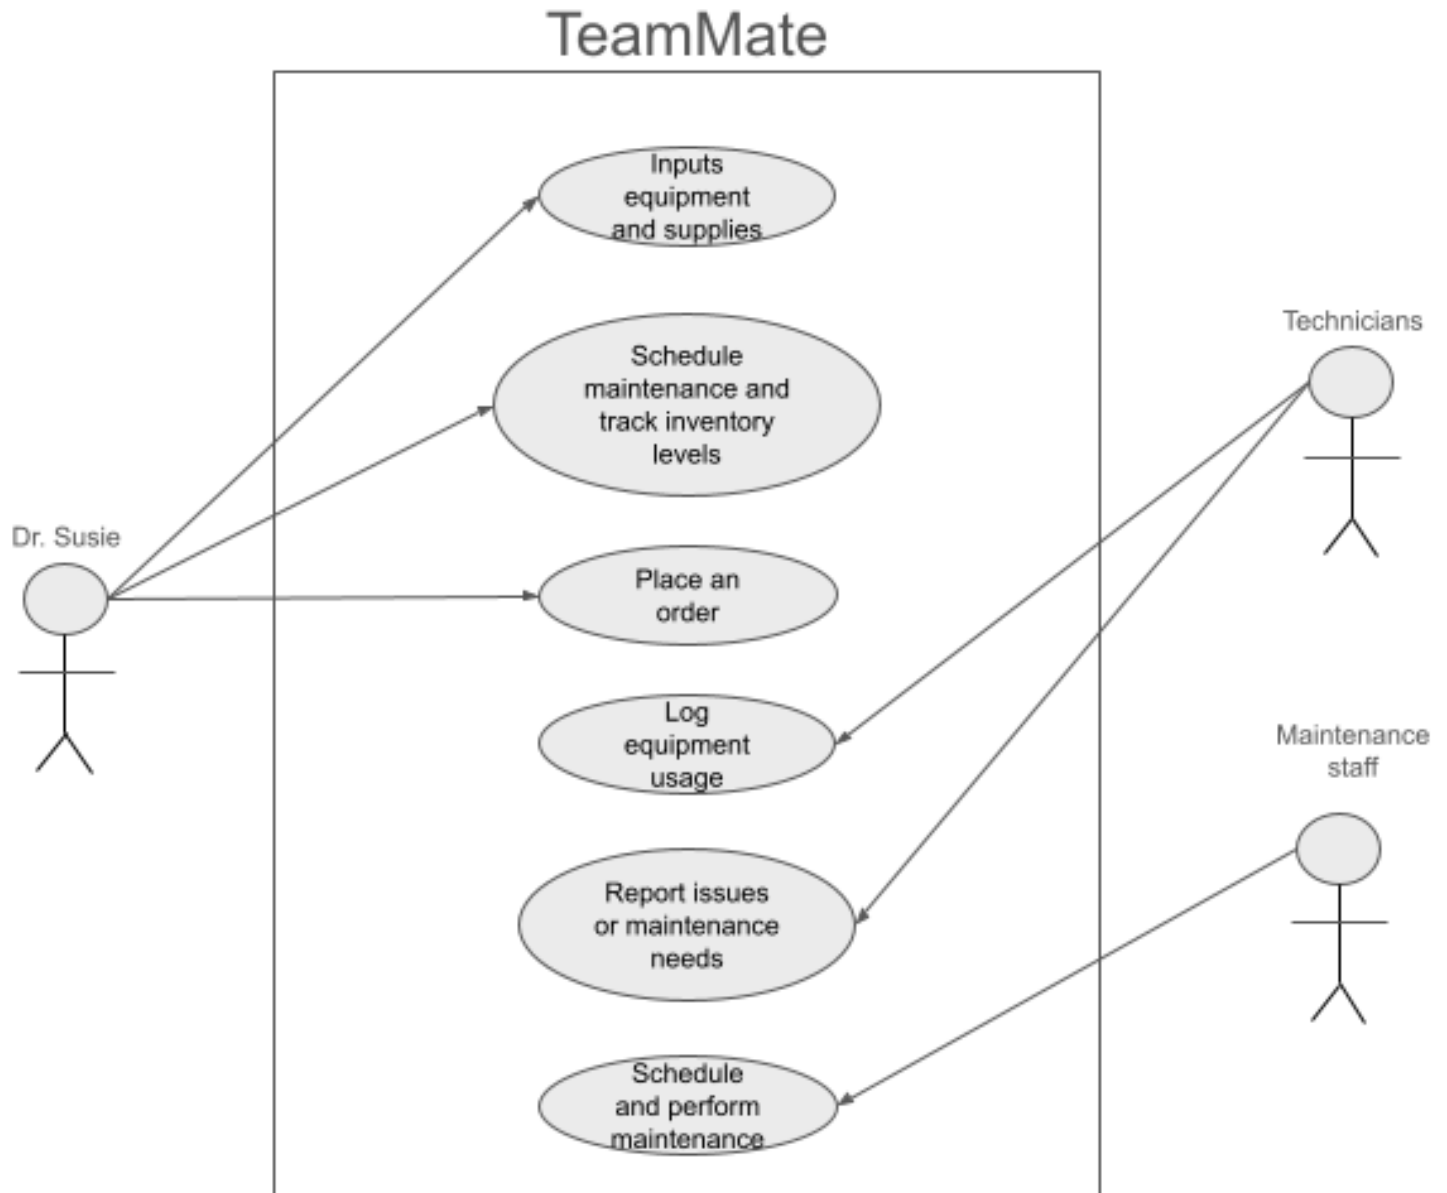 TeamMate
Inputs
equipment
and supplies
Schedule
maintenance and
track inventory
levels
Technicians
Dr. Susie
Place an
order
Log
equipment
usage
Maintenance
staff
Report issues
or maintenance
needs
Schedule
and perform
maintenance